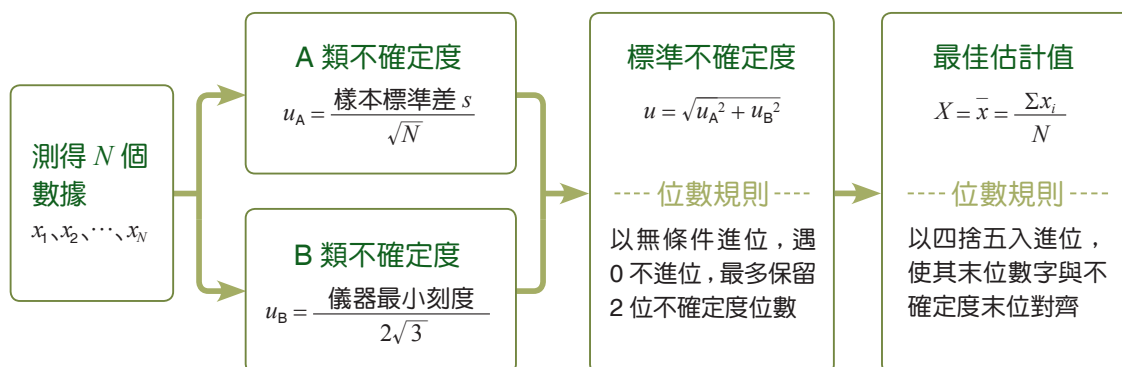 測得 N 個
數據
x₁、x₂、⋯、x_N
A 類不確定度
u_A = 樣本標準差 s / √N
B 類不確定度
u_B = 儀器最小刻度 / 2√3
標準不確定度
u = √(u_A² + u_B²)
---- 位數規則 ----
以無條件進位，遇
0 不進位，最多保留
2 位不確定度位數
最佳估計值
X = x̄ = Σx_i / N
---- 位數規則 ----
以四捨五入進位，
使其末位數字與不
確定度末位對齊